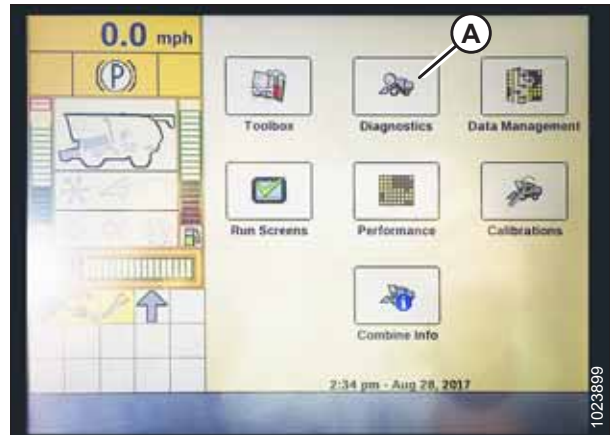 0.0 mph
(P)
A
Toolbox
Diagnostics
Data Management
Run Screens
Performance
Calibrations
Combine Info
2:34 pm - Aug 28, 2017
1023899